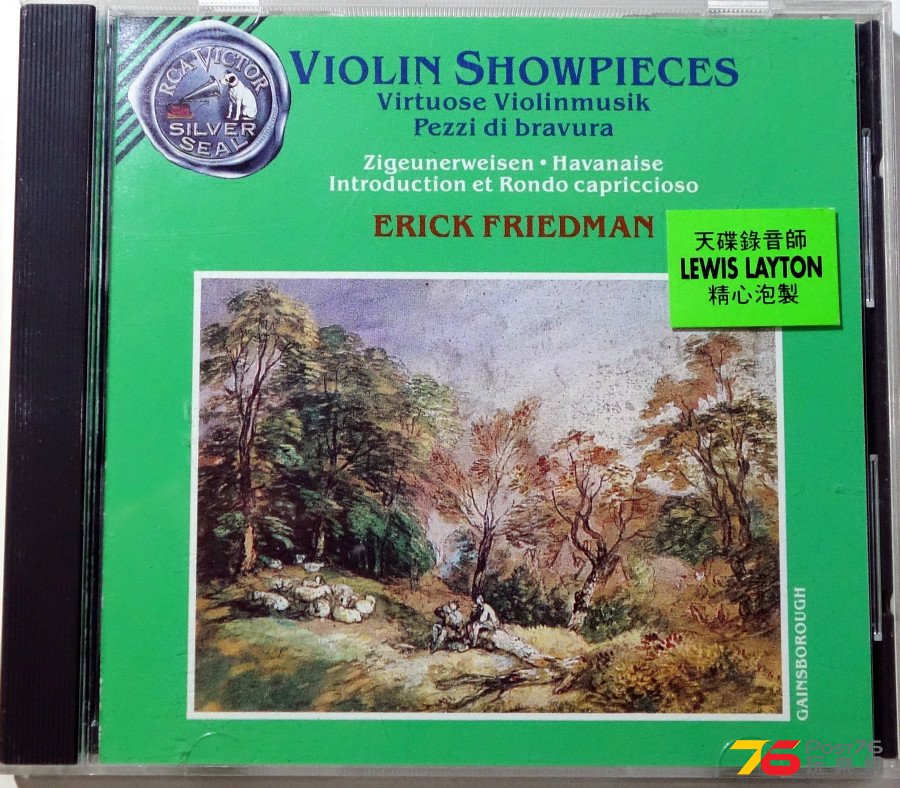 RCA VICTOR
SILVER
SEAL
VIOLIN SHOWPIECES
Virtuose Violinmusik
Pezzi di bravura
Zigeunerweisen • Havanaise
Introduction et Rondo capriccioso
ERICK FRIEDMAN
天碟錄音師
LEWIS LAYTON
精心泡製
GAINSBOROUGH
76 Post76